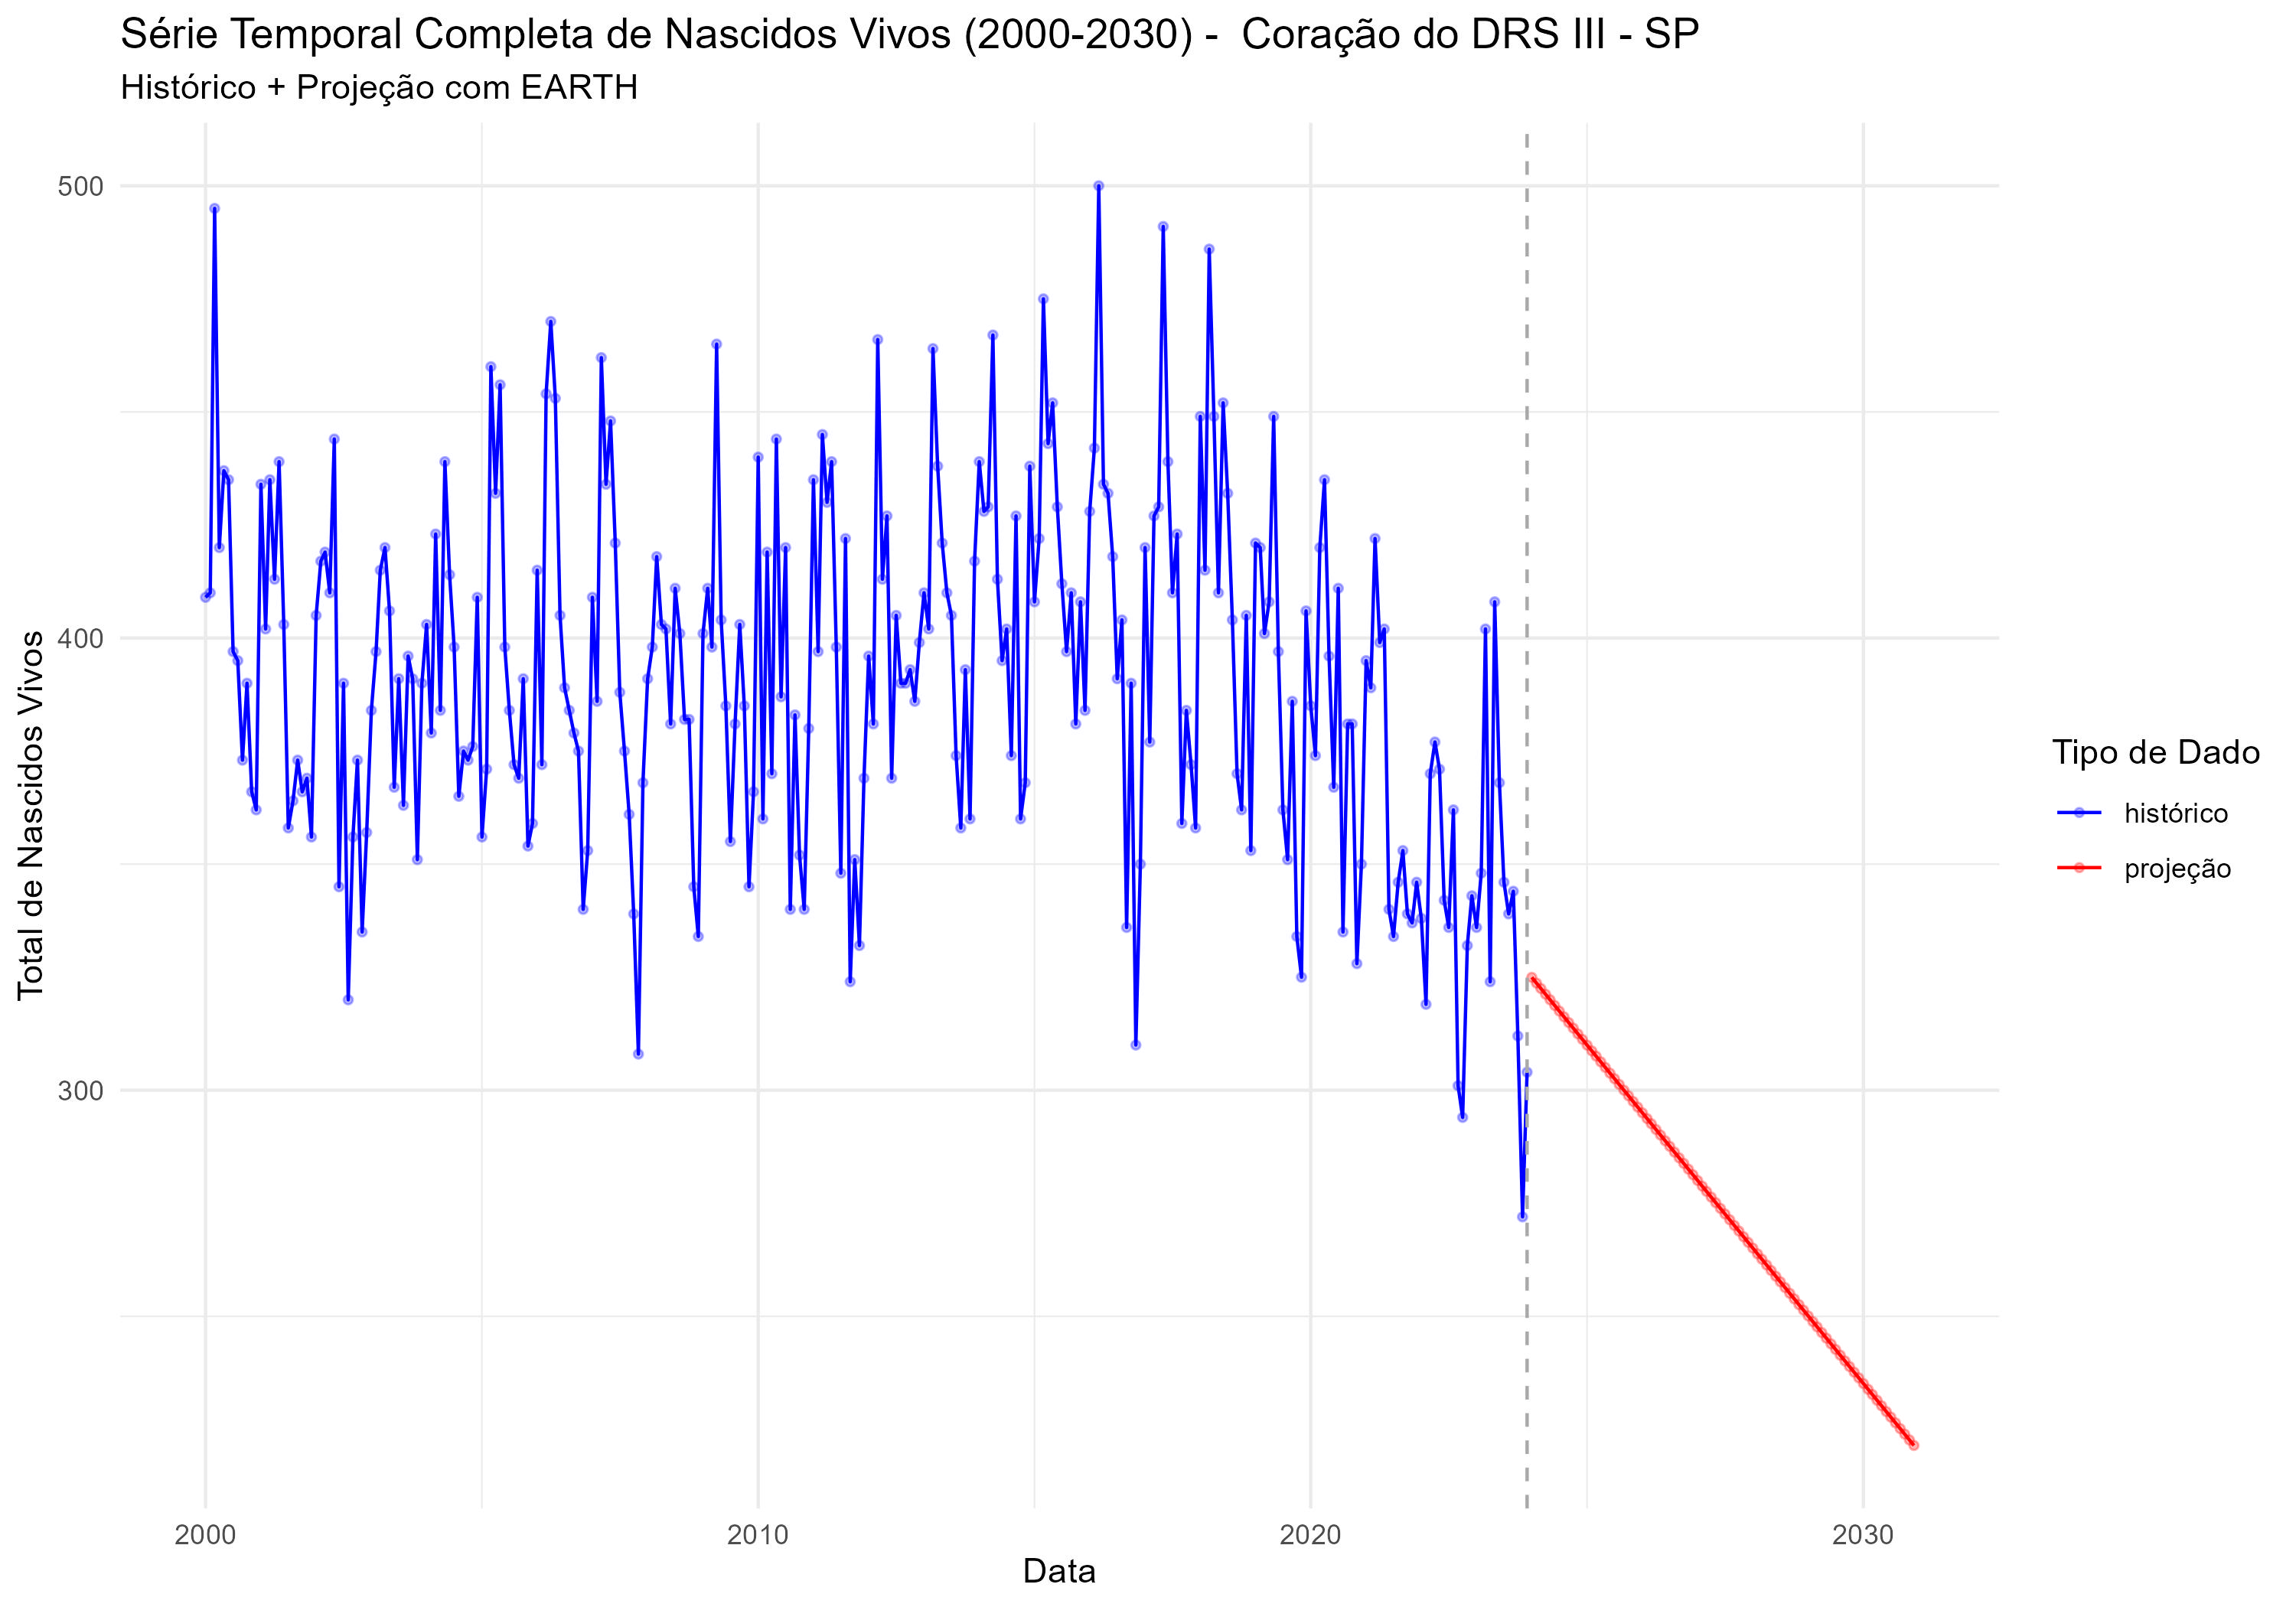 Série Temporal Completa de Nascidos Vivos (2000-2030) -  Coração do DRS III - SP
Histórico + Projeção com EARTH
500
400
300
Total de Nascidos Vivos
2000
2010
2020
2030
Data
Tipo de Dado
histórico
projeção